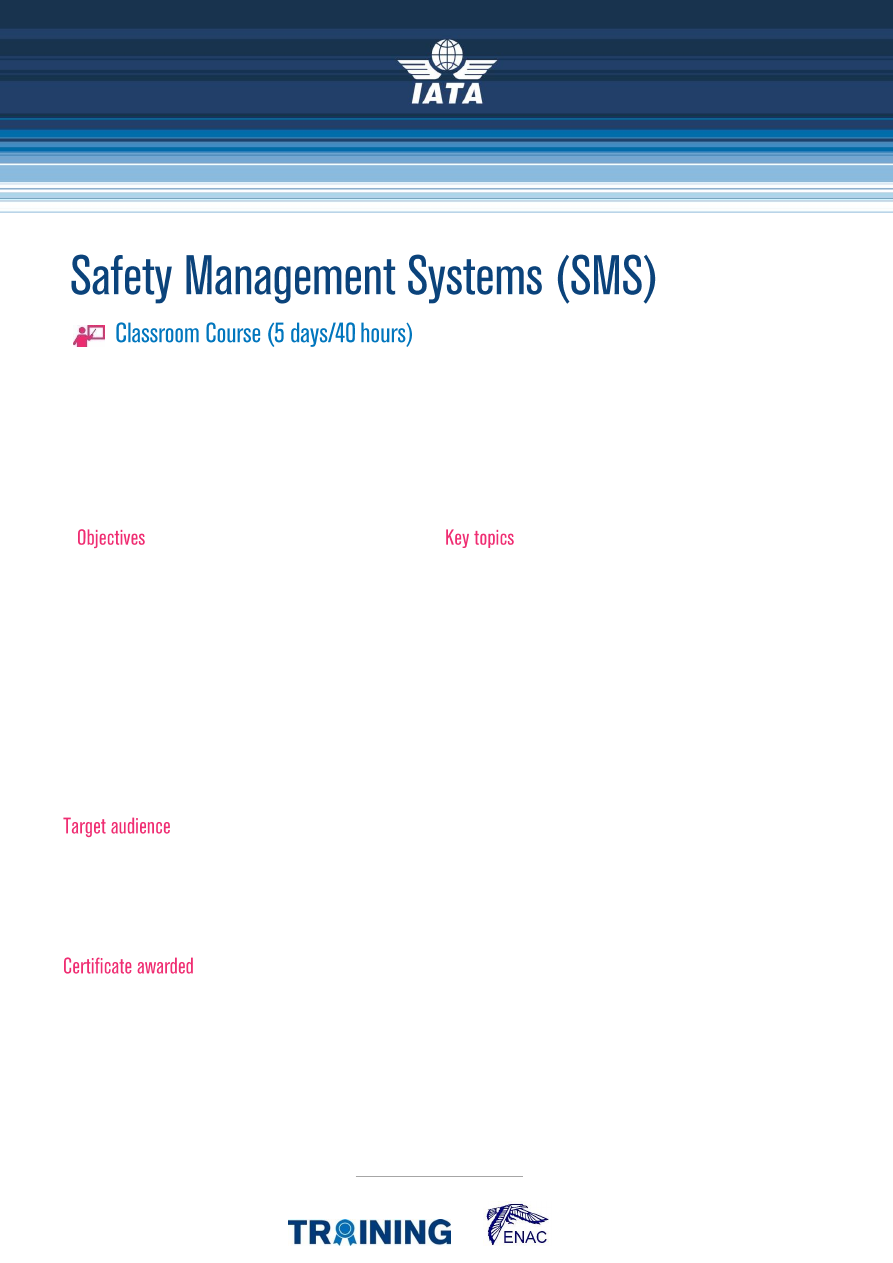 IATA
Safety Management Systems (SMS)
Classroom Course (5 days/40 hours)
Objectives
Key topics
Target audience
Certificate awarded
TRAINING
ENAC